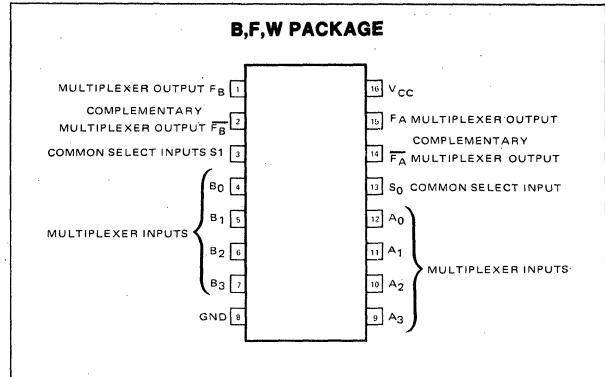 B,F,W PACKAGE
MULTIPLEXER OUTPUT FB 1
COMPLEMENTARY
MULTIPLEXER OUTPUT F̅B̅ 2
COMMON SELECT INPUTS S1 3
B0 4
B1 5
MULTIPLEXER INPUTS
B2 6
B3 7
GND 8
16 VCC
15 FA MULTIPLEXER OUTPUT
COMPLEMENTARY
14 F̅A̅ MULTIPLEXER OUTPUT
13 S0 COMMON SELECT INPUT
12 A0
11 A1
MULTIPLEXER INPUTS
10 A2
9 A3